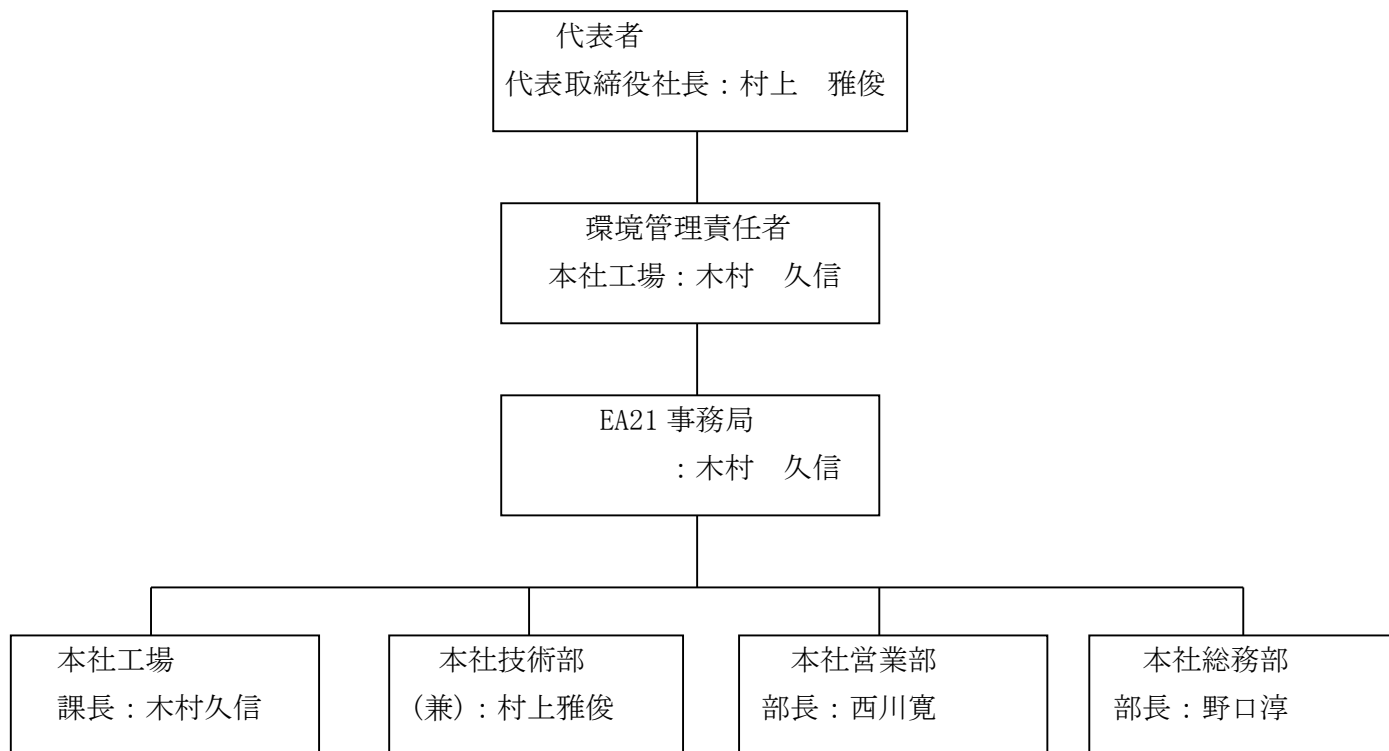 代表者
代表取締役社長：村上　雅俊
環境管理責任者
本社工場：木村　久信
EA21 事務局
：木村　久信
本社工場
課長：木村久信
本社技術部
(兼)：村上雅俊
本社営業部
部長：西川寛
本社総務部
部長：野口淳